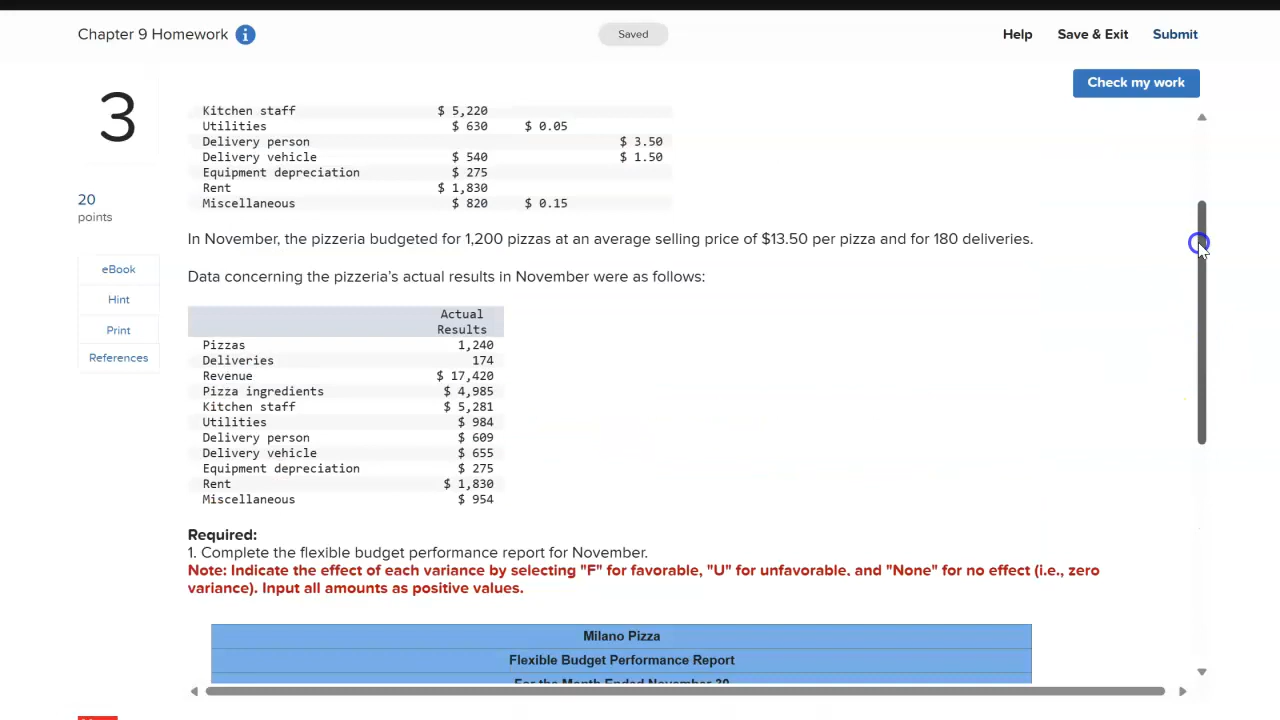 Chapter 9 Homework i
Saved
Help Save & Exit Submit
Check my work
3
20
points
eBook
Hint
Print
References
Kitchen staff $ 5,220
Utilities $ 630 $ 0.05
Delivery person $ 3.50
Delivery vehicle $ 540 $ 1.50
Equipment depreciation $ 275
Rent $ 1,830
Miscellaneous $ 820 $ 0.15
In November, the pizzeria budgeted for 1,200 pizzas at an average selling price of $13.50 per pizza and for 180 deliveries.
Data concerning the pizzeria’s actual results in November were as follows:
Actual
Results
Pizzas 1,240
Deliveries 174
Revenue $ 17,420
Pizza ingredients $ 4,985
Kitchen staff $ 5,281
Utilities $ 984
Delivery person $ 609
Delivery vehicle $ 655
Equipment depreciation $ 275
Rent $ 1,830
Miscellaneous $ 954
Required:
1. Complete the flexible budget performance report for November.
Note: Indicate the effect of each variance by selecting "F" for favorable, "U" for unfavorable, and "None" for no effect (i.e., zero
variance). Input all amounts as positive values.
Milano Pizza
Flexible Budget Performance Report
For the Month Ended November 30